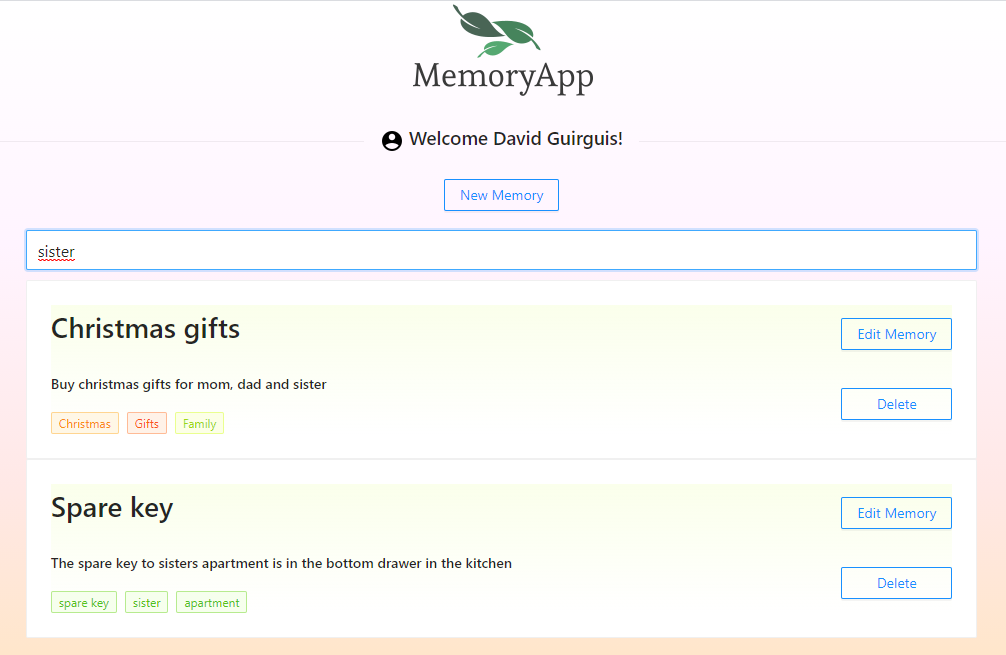 MemoryApp
Welcome David Guirguis!
New Memory
sister
Christmas gifts
Edit Memory
Buy christmas gifts for mom, dad and sister
Delete
Christmas Gifts Family
Spare key
Edit Memory
The spare key to sisters apartment is in the bottom drawer in the kitchen
Delete
spare key sister apartment